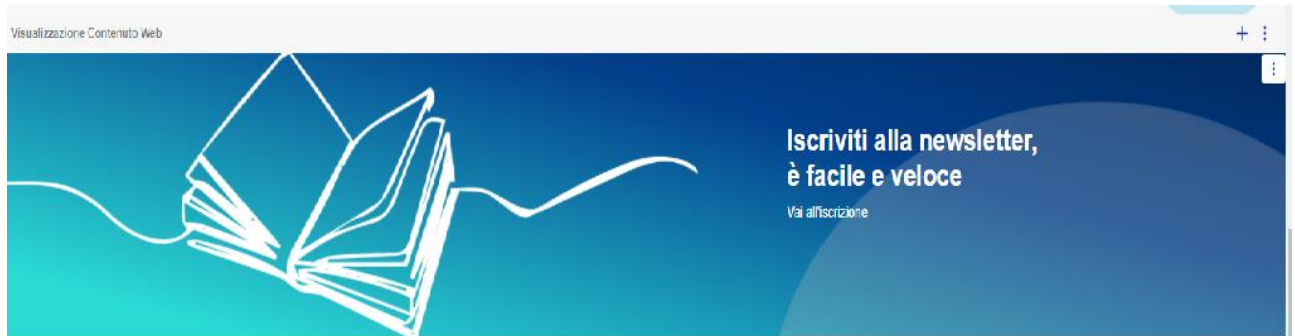 Visualizzazione Contenuto Web
Iscriviti alla newsletter,
è facile e veloce
Vai all'iscrizione